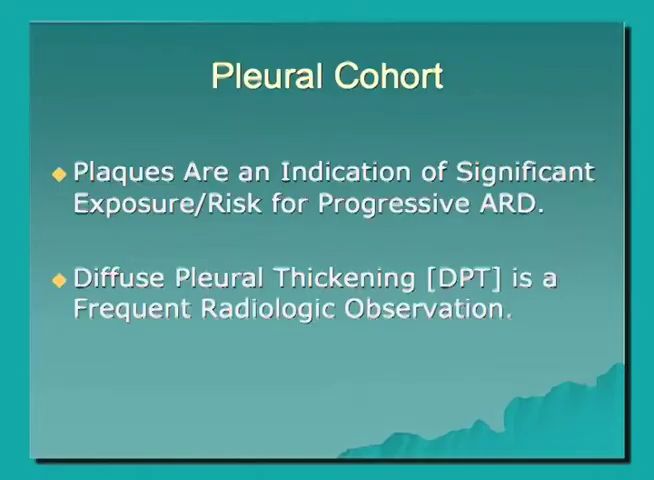 Pleural Cohort
Plaques Are an Indication of Significant
Exposure/Risk for Progressive ARD.
Diffuse Pleural Thickening [DPT] is a
Frequent Radiologic Observation.